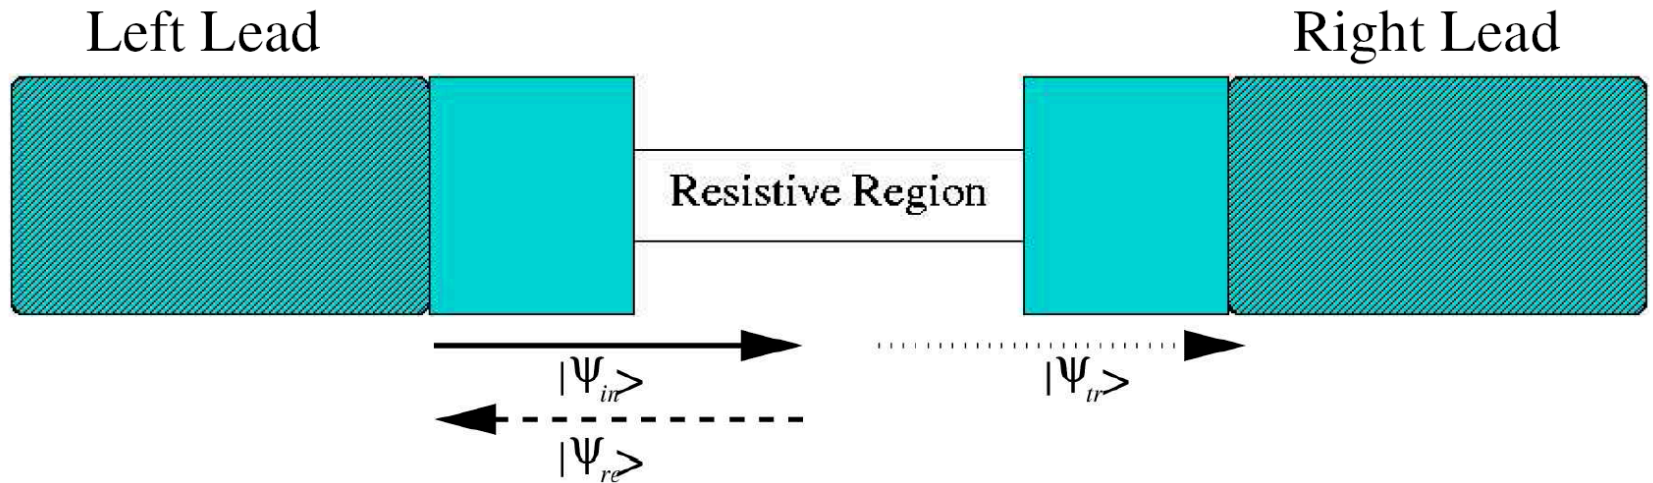 Left Lead
Right Lead
Resistive Region
|Ψin>
|Ψtr>
|Ψre>